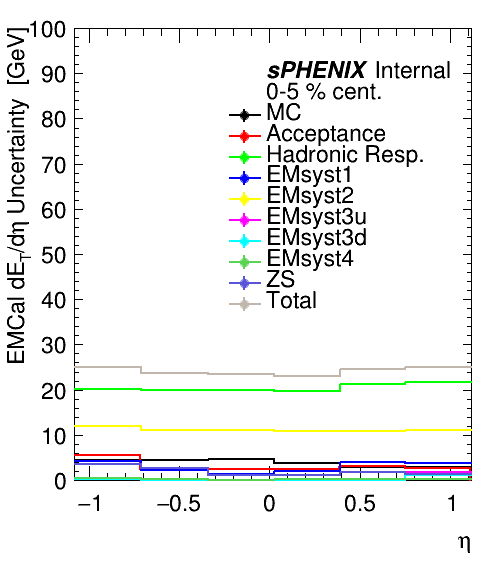 EMCal dE_T/dη Uncertainty [GeV]
100
90
80
70
60
50
40
30
20
10
0
sPHENIX Internal
0-5 % cent.
MC
Acceptance
Hadronic Resp.
EMsyst1
EMsyst2
EMsyst3u
EMsyst3d
EMsyst4
ZS
Total
−1 −0.5 0 0.5 1
η